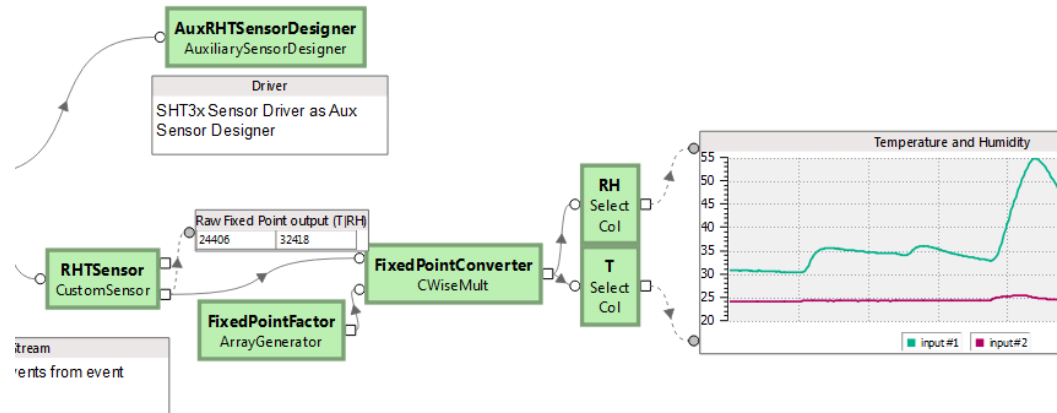 AuxRHTSensorDesigner
AuxiliarySensorDesigner
Driver
SHT3x Sensor Driver as Aux
Sensor Designer
Raw Fixed Point output (T|RH)
24406 32418
RHTSensor
CustomSensor
FixedPointFactor
ArrayGenerator
FixedPointConverter
CWiseMult
RH
Select
Col
T
Select
Col
Temperature and Humidity
55
50
45
40
35
30
25
20
input#1 input#2
Stream
vents from event